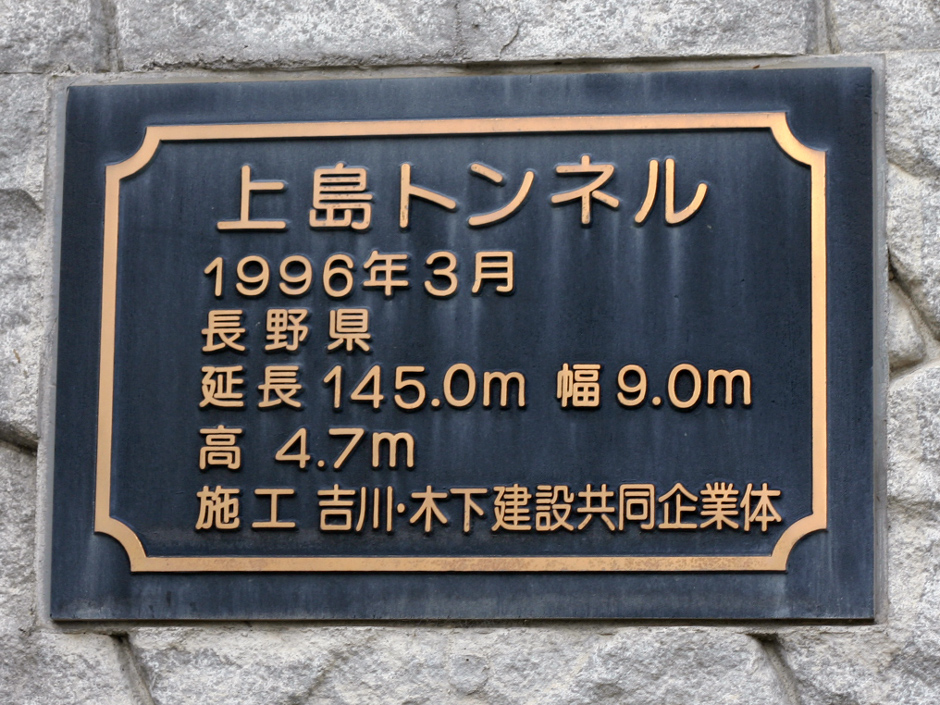 上島トンネル
1996年3月
長野県
延長 145.0m 幅 9.0m
高 4.7m
施工 吉川・木下建設共同企業体